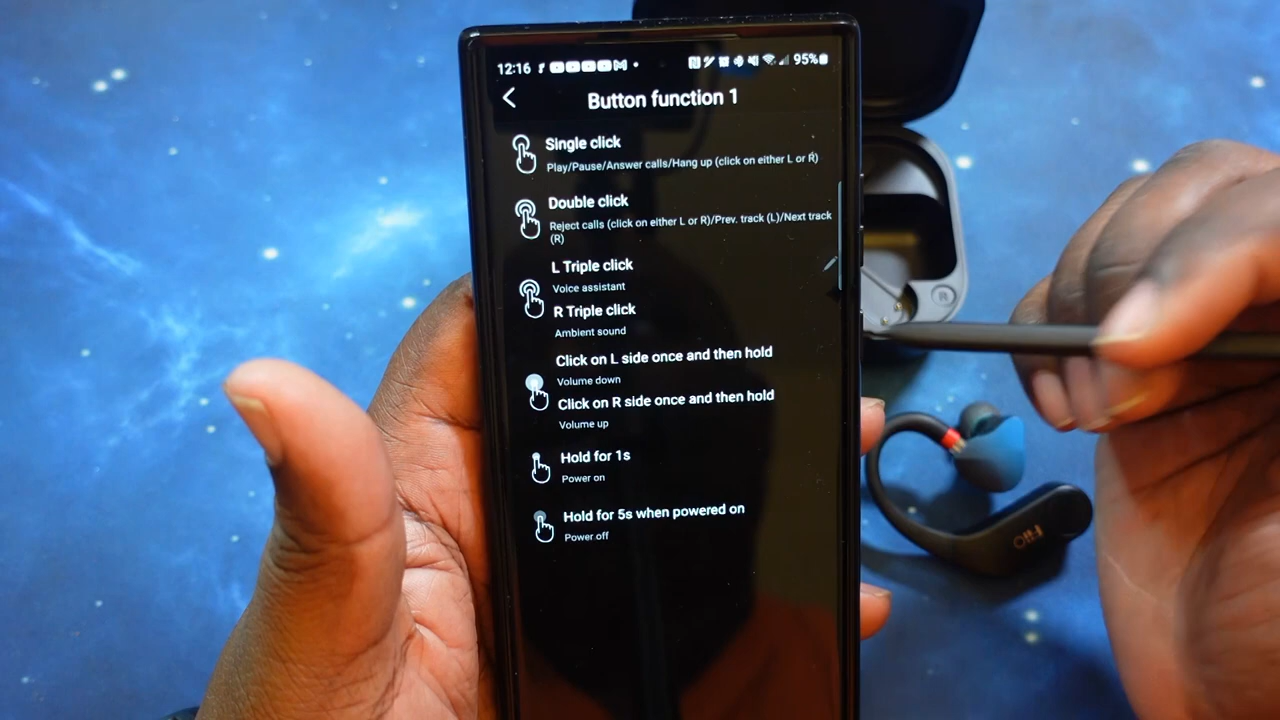 12:16
95%
Button function 1
Single click
Play/Pause/Answer calls/Hang up (click on either L or R)
Double click
Reject calls (click on either L or R)/Prev. track (L)/Next track
(R)
L Triple click
Voice assistant
R Triple click
Ambient sound
Click on L side once and then hold
Volume down
Click on R side once and then hold
Volume up
Hold for 1s
Power on
Hold for 5s when powered on
Power off
R
FiiO